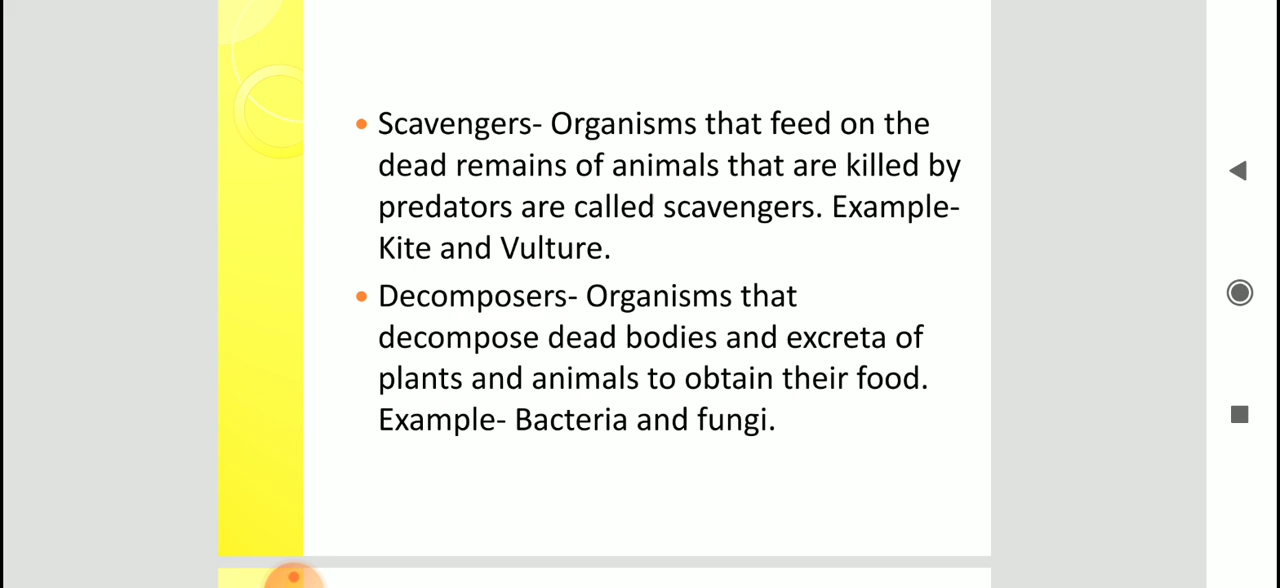 Scavengers- Organisms that feed on the
dead remains of animals that are killed by
predators are called scavengers. Example-
Kite and Vulture.
Decomposers- Organisms that
decompose dead bodies and excreta of
plants and animals to obtain their food.
Example- Bacteria and fungi.